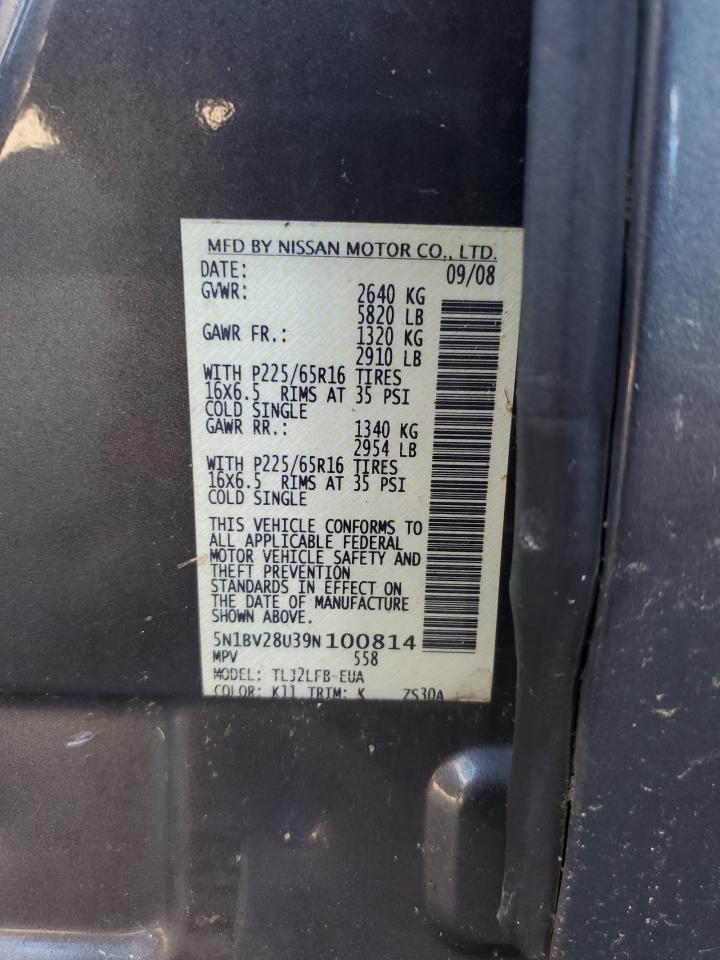 MFD BY NISSAN MOTOR CO., LTD.
DATE: 09/08
GVWR: 2640 KG
5820 LB
GAWR FR.: 1320 KG
2910 LB
WITH P225/65R16 TIRES
16X6.5 RIMS AT 35 PSI
COLD SINGLE
GAWR RR.: 1340 KG
2954 LB
WITH P225/65R16 TIRES
16X6.5 RIMS AT 35 PSI
COLD SINGLE
THIS VEHICLE CONFORMS TO
ALL APPLICABLE FEDERAL
MOTOR VEHICLE SAFETY AND
THEFT PREVENTION
STANDARDS IN EFFECT ON
THE DATE OF MANUFACTURE
SHOWN ABOVE.
5N1BV28U39N100814
MPV 558
MODEL: TLJ2LFB-EUA
COLOR: K11 TRIM: K ZS30A